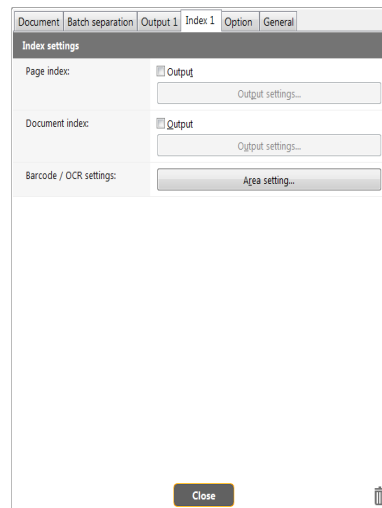 Document Batch separation Output 1 Index 1 Option General
Index settings
Page index: Output
Output settings...
Document index: Output
Output settings...
Barcode / OCR settings: Area setting...
Close